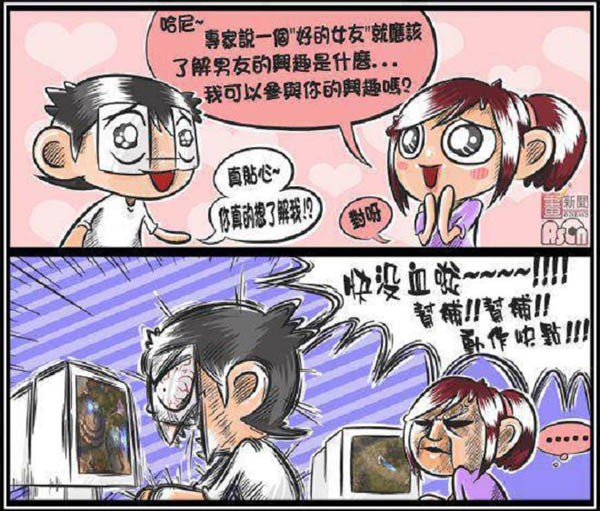 哈尼~
專家說一個"好的女友"就應該
了解男友的興趣是什麼...
我可以參與你的興趣嗎?
真貼心~
你真的想了解我!?
對呀
畫新聞
快沒血啦~~~~!!!!
幫補!!幫補!!
動作快點!!!
......